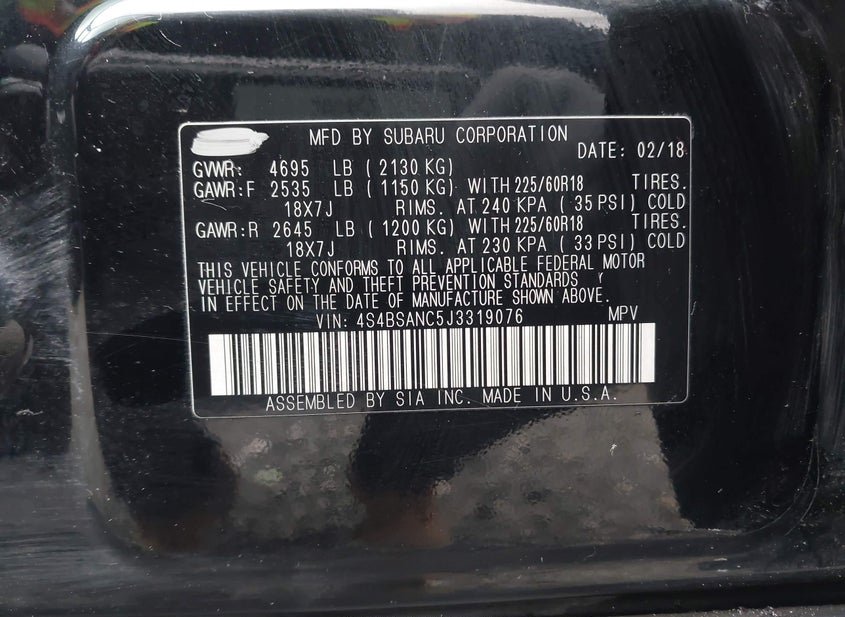 MFD BY SUBARU CORPORATION
DATE: 02/18
GVWR: 4695 LB (2130 KG)
GAWR:F 2535 LB (1150 KG) WITH 225/60R18 TIRES.
18X7J RIMS. AT 240 KPA (35 PSI) COLD
GAWR:R 2645 LB (1200 KG) WITH 225/60R18 TIRES.
18X7J RIMS. AT 230 KPA (33 PSI) COLD
THIS VEHICLE CONFORMS TO ALL APPLICABLE FEDERAL MOTOR
VEHICLE SAFETY AND THEFT PREVENTION STANDARDS
IN EFFECT ON THE DATE OF MANUFACTURE SHOWN ABOVE.
VIN: 4S4BSANC5J3319076 MPV
ASSEMBLED BY SIA INC. MADE IN U.S.A.